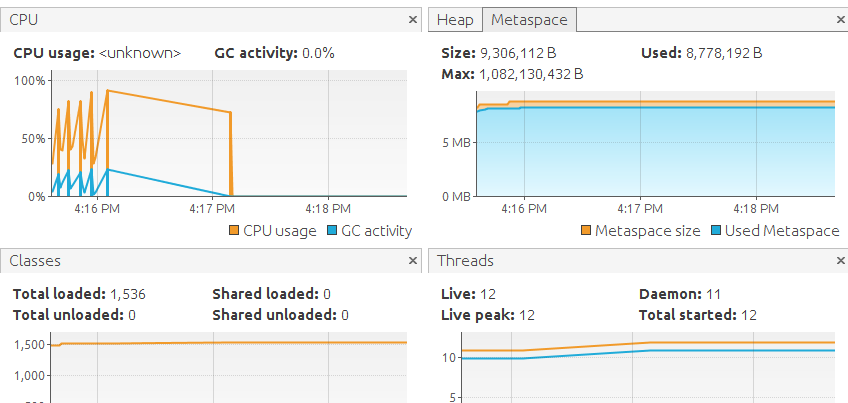 CPU
CPU usage: <unknown> GC activity: 0.0%
100%
50%
0%
4:16 PM 4:17 PM 4:18 PM
CPU usage GC activity
Heap Metaspace
Size: 9,306,112 B Used: 8,778,192 B
Max: 1,082,130,432 B
5 MB
0 MB
4:16 PM 4:17 PM 4:18 PM
Metaspace size Used Metaspace
Classes
Total loaded: 1,536 Shared loaded: 0
Total unloaded: 0 Shared unloaded: 0
1,500
1,000
Threads
Live: 12 Daemon: 11
Live peak: 12 Total started: 12
10
5